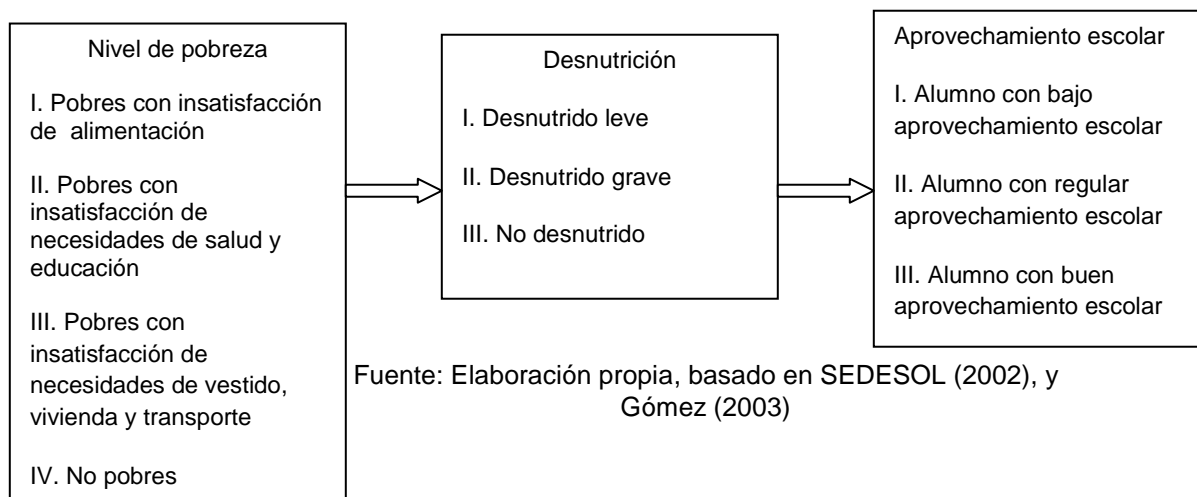 Nivel de pobreza
I. Pobres con insatisfacción
de alimentación
II. Pobres con
insatisfacción de
necesidades de salud y
educación
III. Pobres con
insatisfacción de
necesidades de vestido,
vivienda y transporte
IV. No pobres
Desnutrición
I. Desnutrido leve
II. Desnutrido grave
III. No desnutrido
Aprovechamiento escolar
I. Alumno con bajo
aprovechamiento escolar
II. Alumno con regular
aprovechamiento escolar
III. Alumno con buen
aprovechamiento escolar
Fuente: Elaboración propia, basado en SEDESOL (2002), y
Gómez (2003)